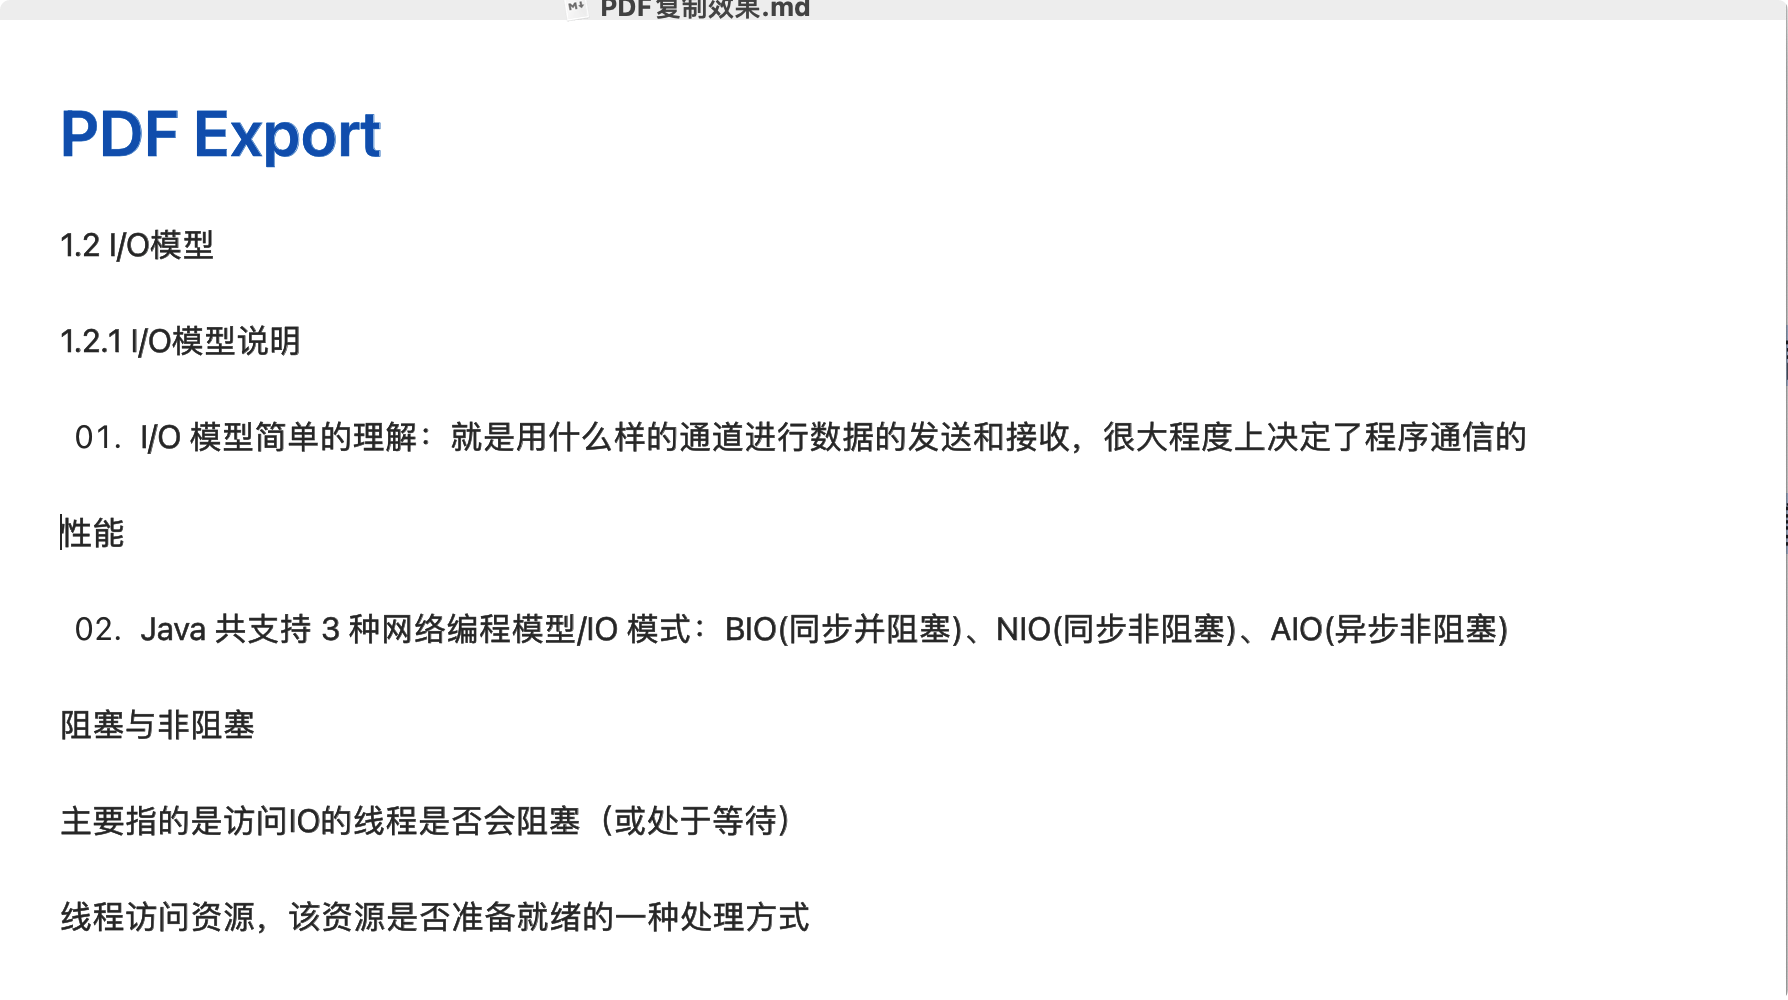 PDF复制效果.md
PDF Export
1.2 I/O模型
1.2.1 I/O模型说明
01. I/O 模型简单的理解：就是用什么样的通道进行数据的发送和接收，很大程度上决定了程序通信的
性能
02. Java 共支持 3 种网络编程模型/IO 模式：BIO(同步并阻塞)、NIO(同步非阻塞)、AIO(异步非阻塞)
阻塞与非阻塞
主要指的是访问IO的线程是否会阻塞（或处于等待）
线程访问资源，该资源是否准备就绪的一种处理方式